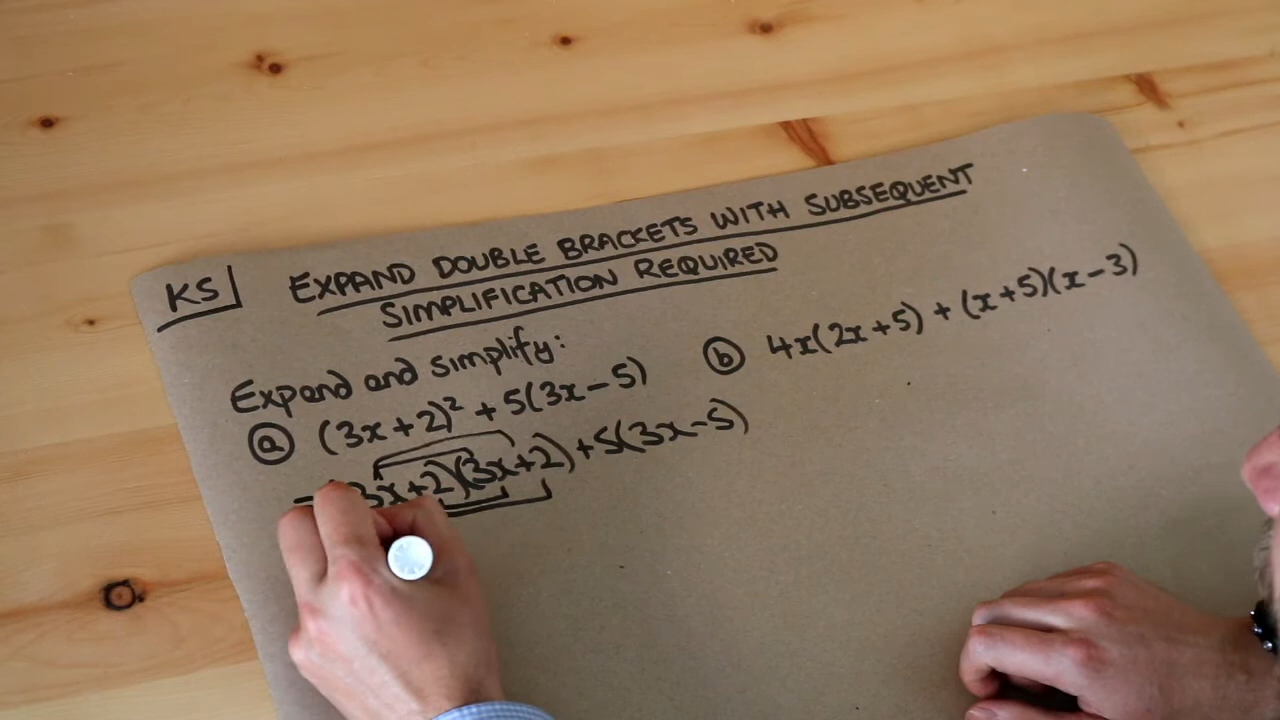 KS EXPAND DOUBLE BRACKETS WITH SUBSEQUENT
SIMPLIFICATION REQUIRED
Expand and simplify:
ⓐ (3x+2)² + 5(3x-5)
ⓑ 4x(2x+5) + (x+5)(x-3)
= (3x+2)(3x+2)+5(3x-5)